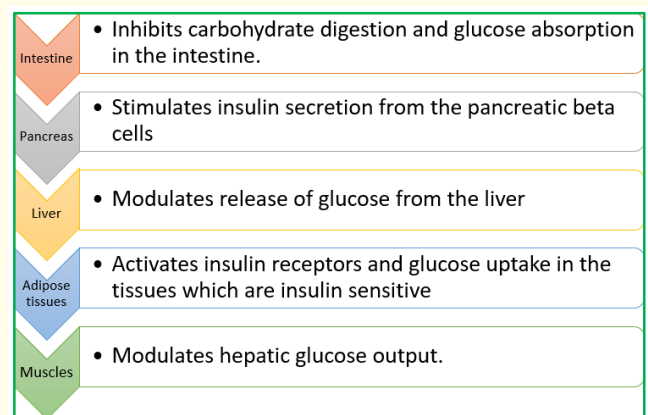 Intestine
• Inhibits carbohydrate digestion and glucose absorption
in the intestine.
Pancreas
• Stimulates insulin secretion from the pancreatic beta
cells
Liver
• Modulates release of glucose from the liver
Adipose
tissues
• Activates insulin receptors and glucose uptake in the
tissues which are insulin sensitive
Muscles
• Modulates hepatic glucose output.